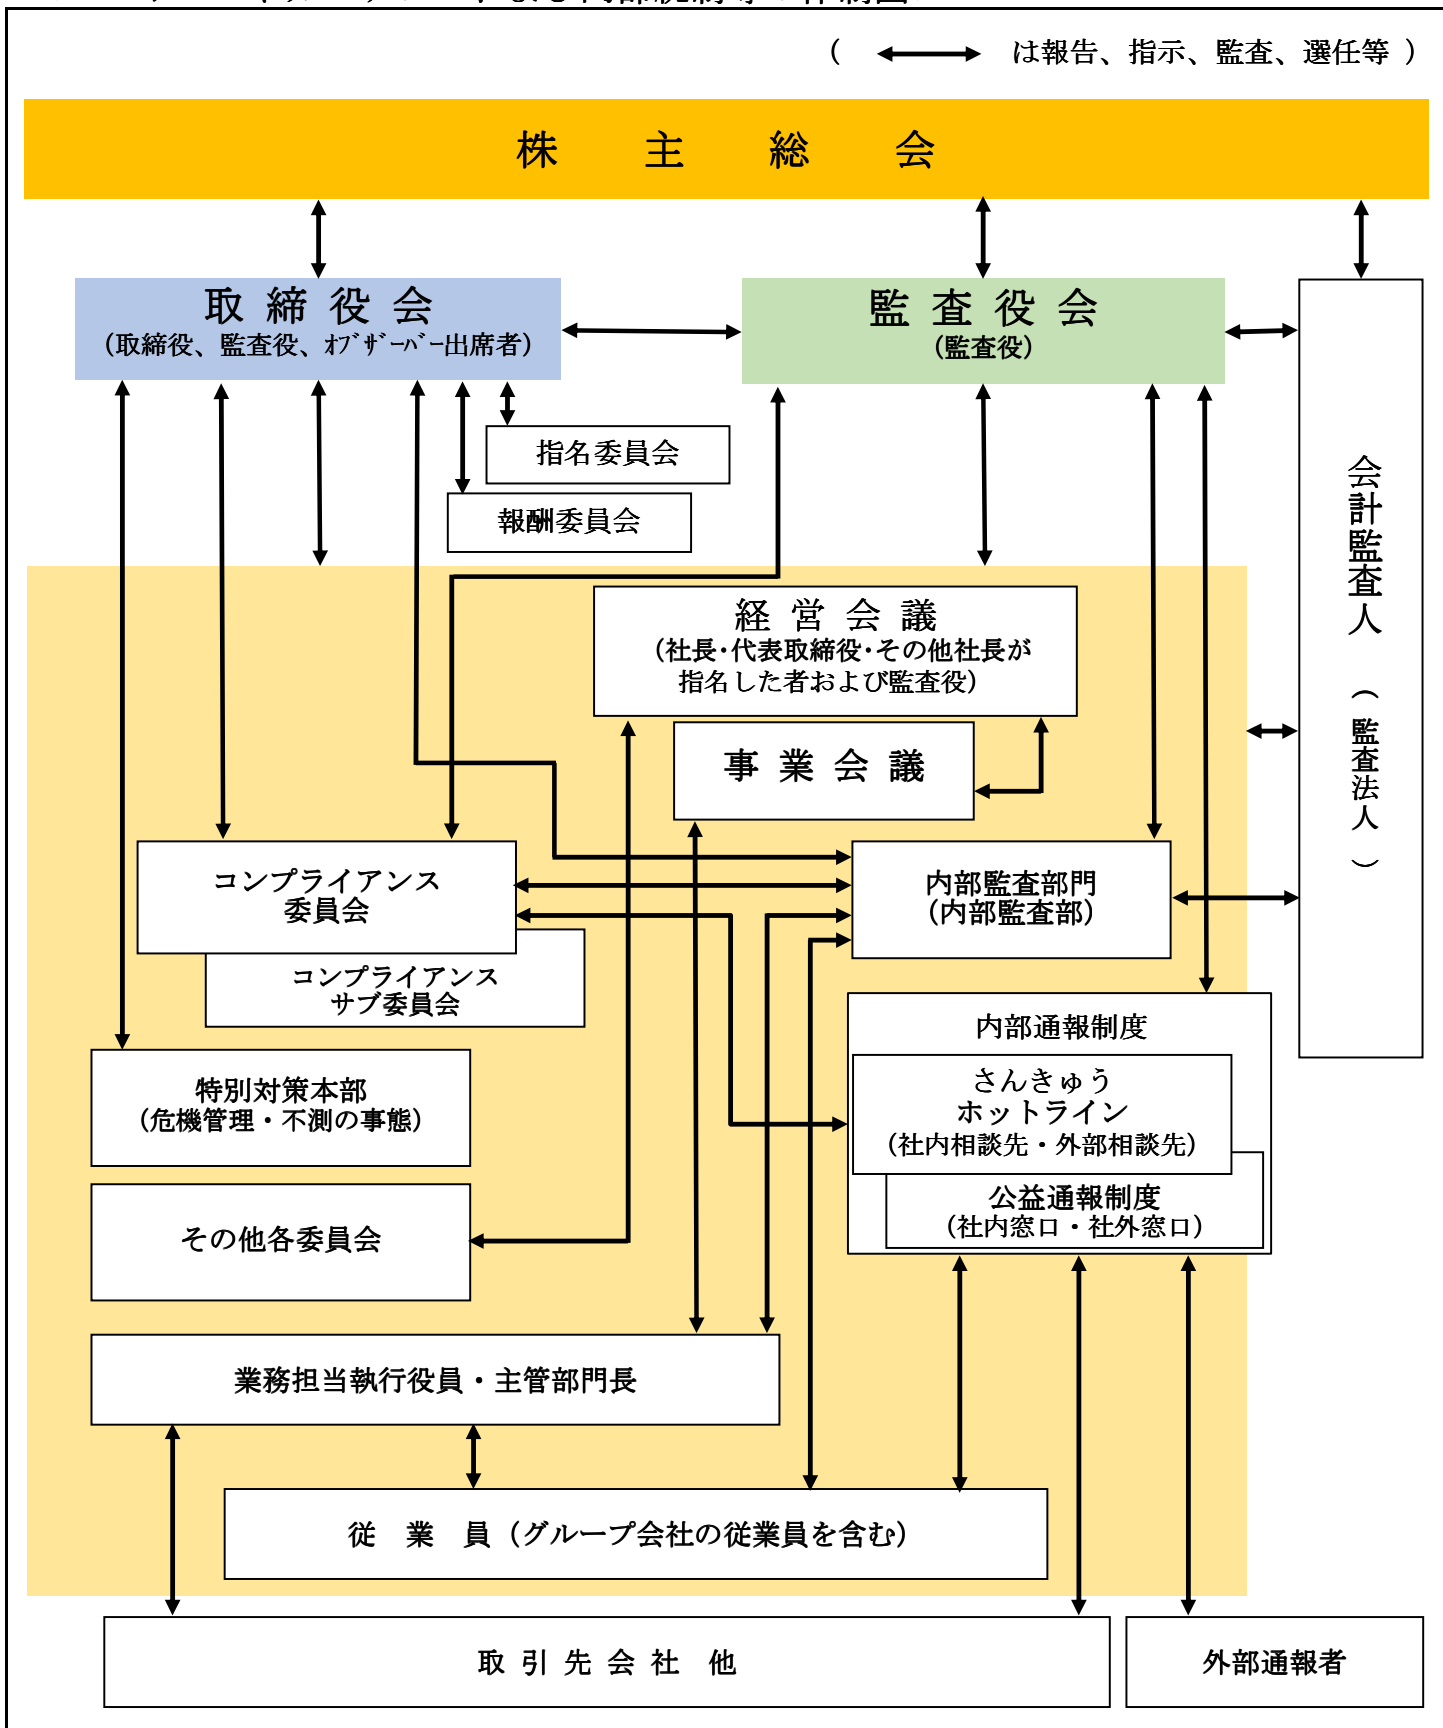 ( は報告、指示、監査、選任等 )
株 主 総 会
取 締 役 会
(取締役、監査役、ｵﾌﾞｻﾞｰﾊﾞｰ出席者)
監 査 役 会
(監査役)
指名委員会
報酬委員会
会計監査人(監査法人)
経 営 会 議
(社長･代表取締役･その他社長が
指名した者および監査役)
事 業 会 議
コンプライアンス
委員会
内部監査部門
(内部監査部)
コンプライアンス
サブ委員会
内部通報制度
さんきゅう
ホットライン
(社内相談先・外部相談先)
公益通報制度
(社内窓口・社外窓口)
特別対策本部
(危機管理・不測の事態)
その他各委員会
業務担当執行役員・主管部門長
従 業 員(グループ会社の従業員を含む)
取 引 先 会 社 他
外部通報者